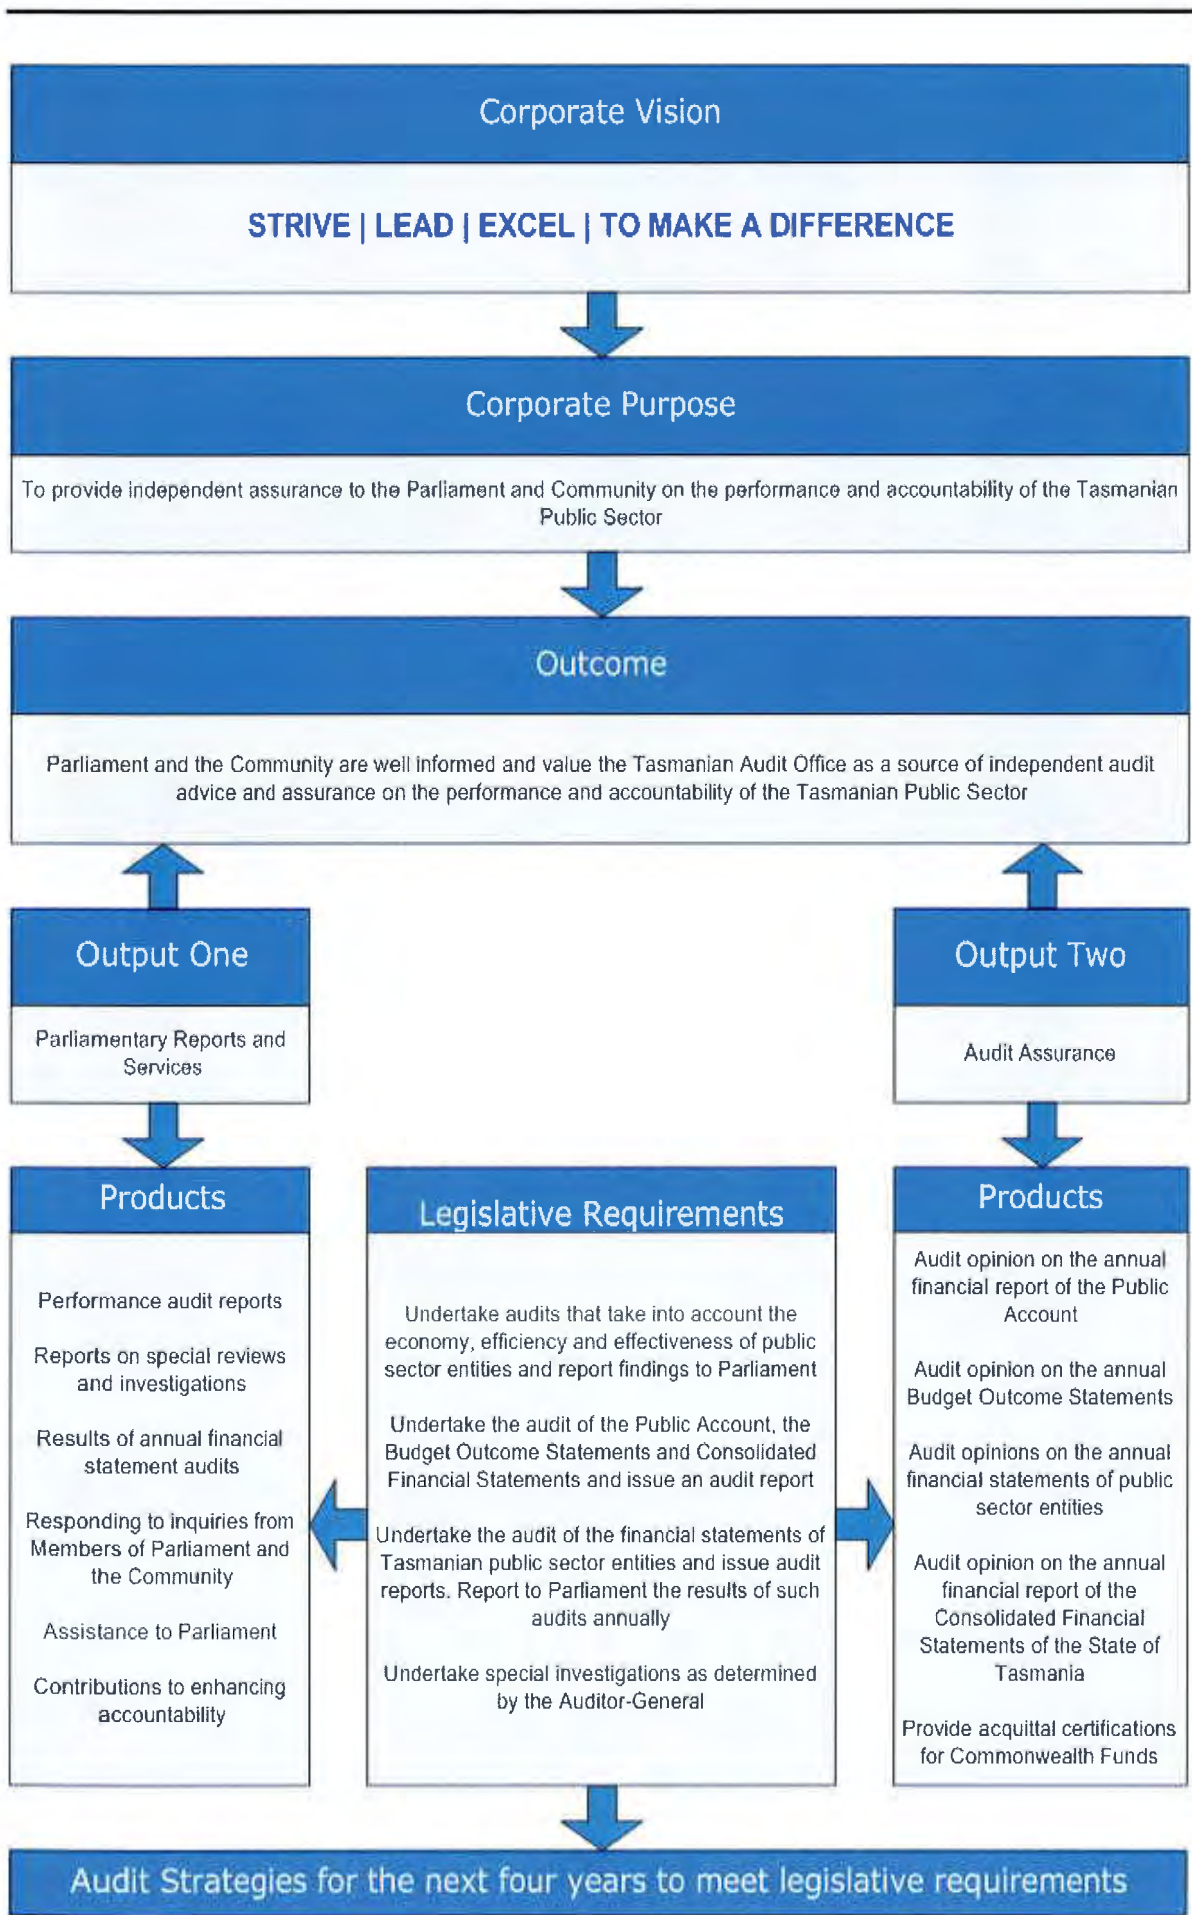 Corporate Vision
STRIVE | LEAD | EXCEL | TO MAKE A DIFFERENCE
Corporate Purpose
To provide independent assurance to the Parliament and Community on the performance and accountability of the Tasmanian
Public Sector
Outcome
Parliament and the Community are well informed and value the Tasmanian Audit Office as a source of independent audit
advice and assurance on the performance and accountability of the Tasmanian Public Sector
Output One
Parliamentary Reports and
Services
Output Two
Audit Assurance
Products
Performance audit reports
Reports on special reviews
and investigations
Results of annual financial
statement audits
Responding to inquiries from
Members of Parliament and
the Community
Assistance to Parliament
Contributions to enhancing
accountability
Legislative Requirements
Undertake audits that take into account the
economy, efficiency and effectiveness of public
sector entities and report findings to Parliament
Undertake the audit of the Public Account, the
Budget Outcome Statements and Consolidated
Financial Statements and issue an audit report
Undertake the audit of the financial statements of
Tasmanian public sector entities and issue audit
reports. Report to Parliament the results of such
audits annually
Undertake special investigations as determined
by the Auditor-General
Products
Audit opinion on the annual
financial report of the Public
Account
Audit opinion on the annual
Budget Outcome Statements
Audit opinions on the annual
financial statements of public
sector entities
Audit opinion on the annual
financial report of the
Consolidated Financial
Statements of the State of
Tasmania
Provide acquittal certifications
for Commonwealth Funds
Audit Strategies for the next four years to meet legislative requirements